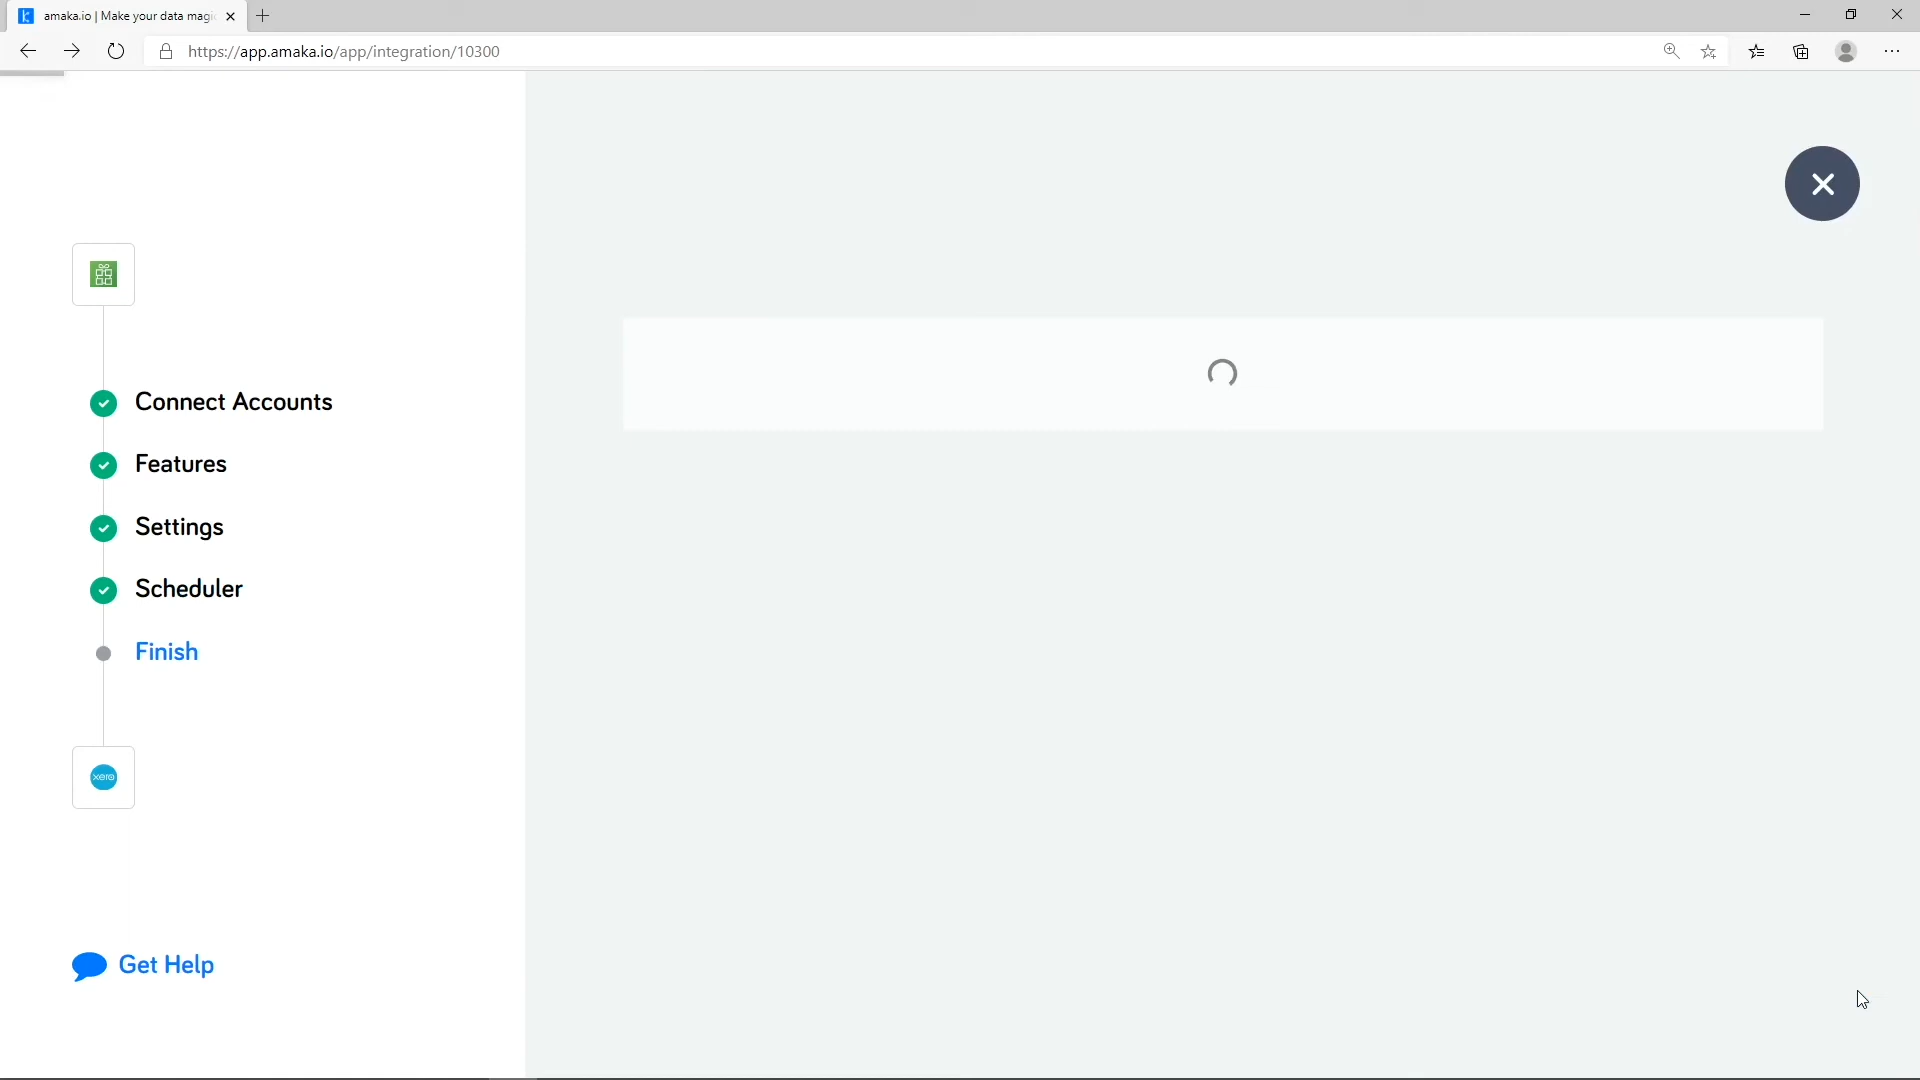 amaka.io | Make your data magi
https://app.amaka.io/app/integration/10300
Connect Accounts
Features
Settings
Scheduler
Finish
xero
Get Help